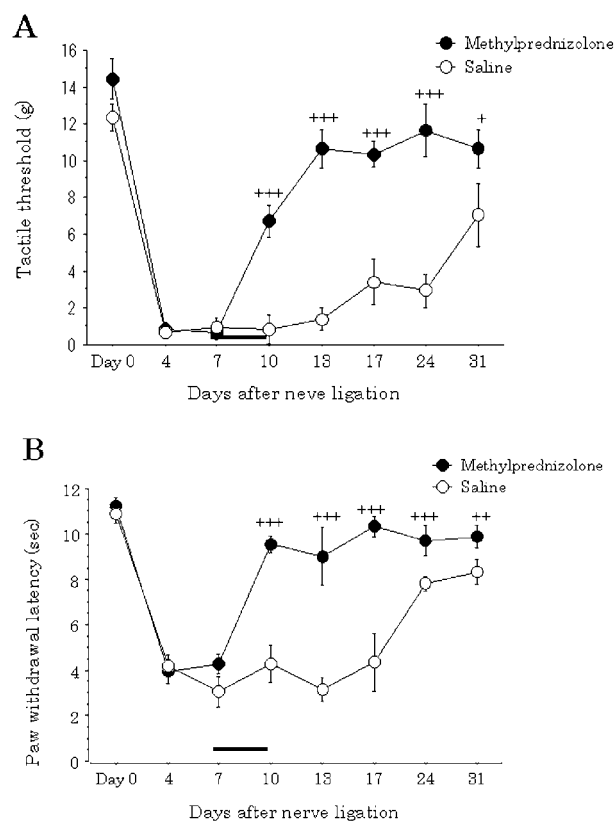 A
Methylprednizolone
Saline
16
14
12
10
8
6
4
2
0
Tactile threshold (g)
+++
+++
+++
+++
+
Day 0 4 7 10 13 17 24 31
Days after neve ligation
B
Methylprednizolone
Saline
12
10
8
6
4
2
0
Paw withdrawal latency (sec)
+++
+++
+++
+++
++
Day 0 4 7 10 13 17 24 31
Days after nerve ligation